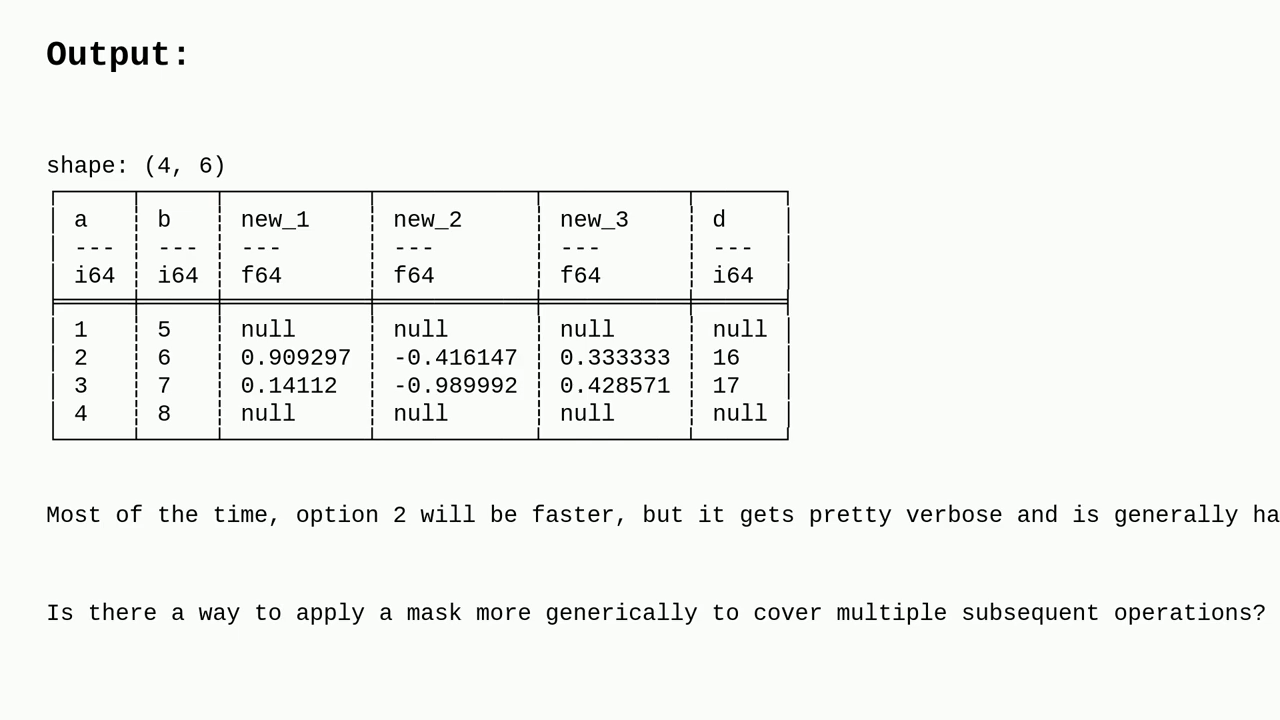 Output:
shape: (4, 6)
┌─────┬─────┬──────────┬───────────┬──────────┬──────┐
│ a   ┆ b   ┆ new_1    ┆ new_2     ┆ new_3    ┆ d    │
│ --- ┆ --- ┆ ---      ┆ ---       ┆ ---      ┆ ---  │
│ i64 ┆ i64 ┆ f64      ┆ f64       ┆ f64      ┆ i64  │
╞═════╪═════╪══════════╪═══════════╪══════════╪══════╡
│ 1   ┆ 5   ┆ null     ┆ null      ┆ null     ┆ null │
│ 2   ┆ 6   ┆ 0.909297 ┆ -0.416147 ┆ 0.333333 ┆ 16   │
│ 3   ┆ 7   ┆ 0.14112  ┆ -0.989992 ┆ 0.428571 ┆ 17   │
│ 4   ┆ 8   ┆ null     ┆ null      ┆ null     ┆ null │
└─────┴─────┴──────────┴───────────┴──────────┴──────┘
Most of the time, option 2 will be faster, but it gets pretty verbose and is generally ha
Is there a way to apply a mask more generically to cover multiple subsequent operations?